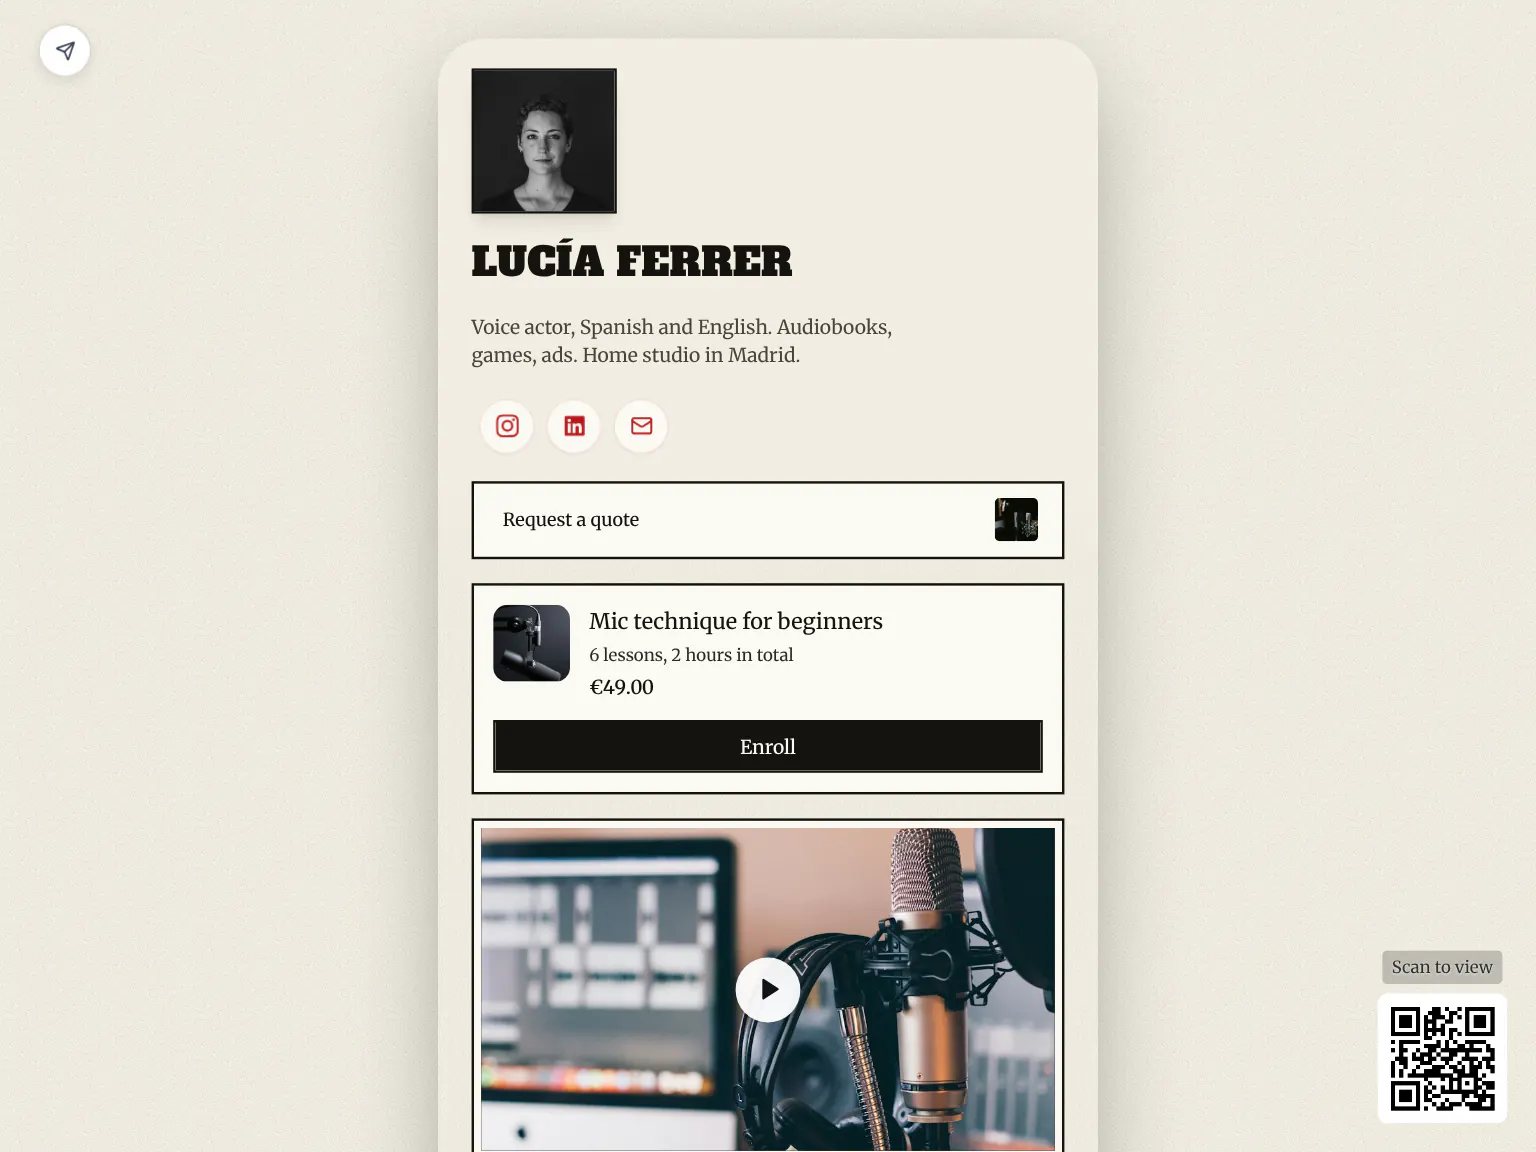 LUCÍA FERRER
Voice actor, Spanish and English. Audiobooks,
games, ads. Home studio in Madrid.
Request a quote
Mic technique for beginners
6 lessons, 2 hours in total
€49.00
Enroll
Scan to view